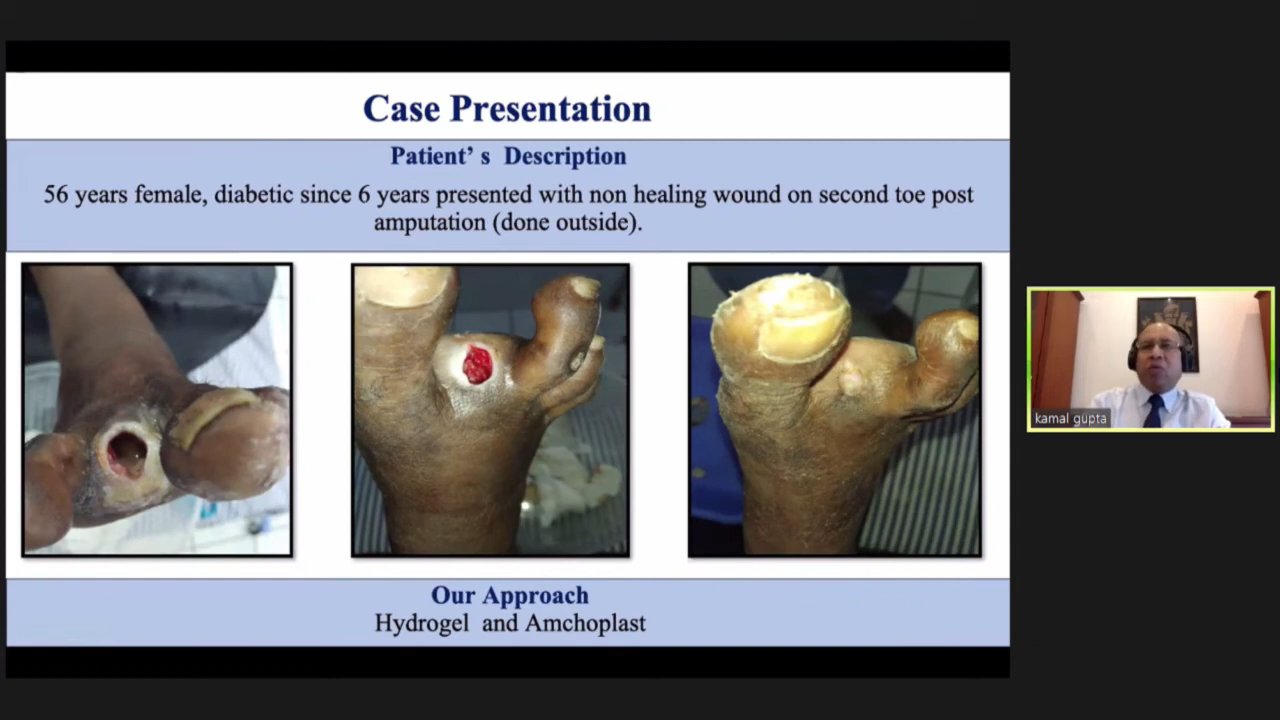 Case Presentation
Patient’ s  Description
56 years female, diabetic since 6 years presented with non healing wound on second toe post
amputation (done outside).
kamal gupta
Our Approach
Hydrogel  and Amchoplast